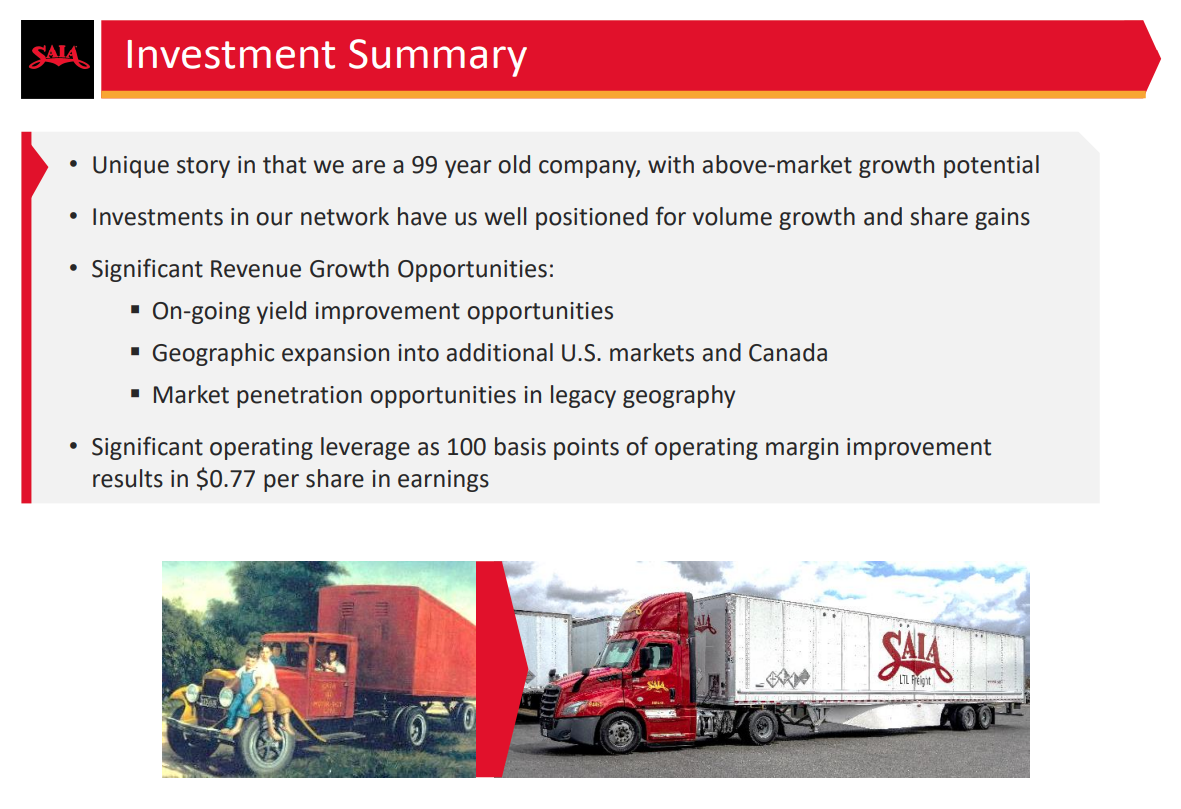 SAIA
Investment Summary
• Unique story in that we are a 99 year old company, with above-market growth potential
• Investments in our network have us well positioned for volume growth and share gains
• Significant Revenue Growth Opportunities:
▪ On-going yield improvement opportunities
▪ Geographic expansion into additional U.S. markets and Canada
▪ Market penetration opportunities in legacy geography
• Significant operating leverage as 100 basis points of operating margin improvement
results in $0.77 per share in earnings
SAIA
SAIA
SAIA
SAIA
LTL Freight